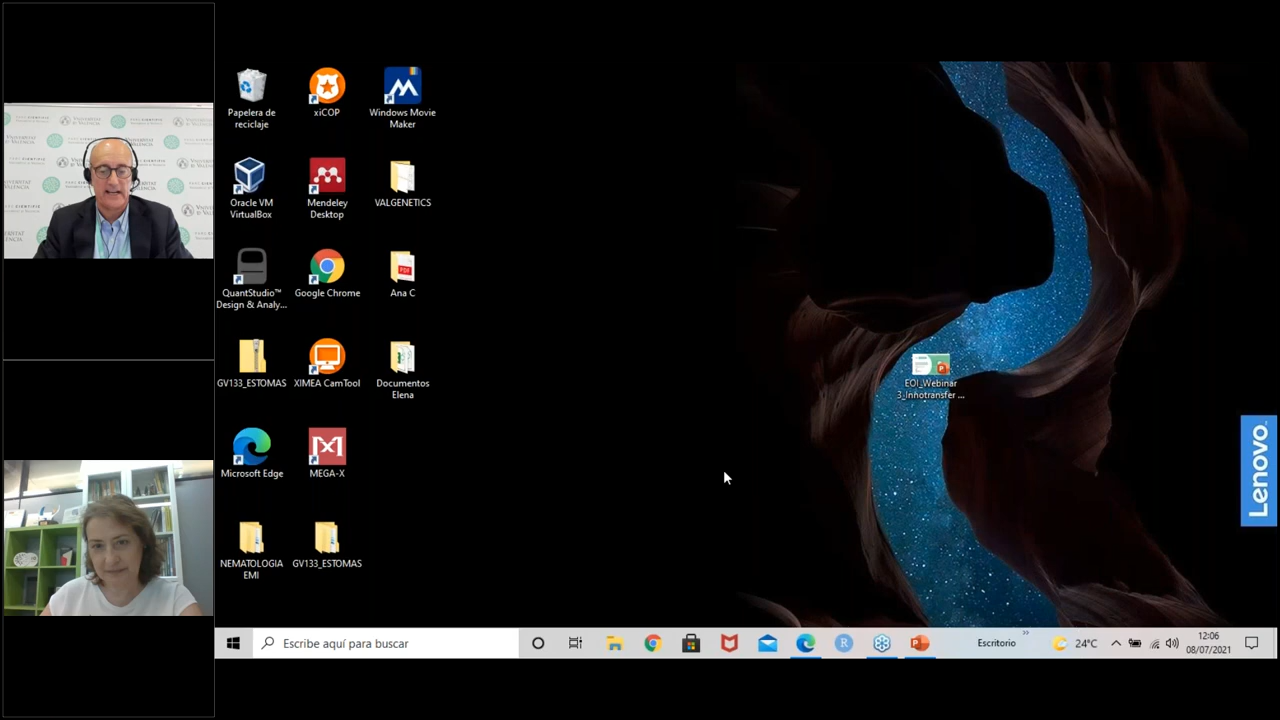 Papelera de
reciclaje
xiCOP
Windows Movie
Maker
Oracle VM
VirtualBox
Mendeley
Desktop
VALGENETICS
QuantStudio™
Design & Analy...
Google Chrome
Ana C
GV133_ESTOMAS
XIMEA CamTool
Documentos
Elena
Microsoft Edge
MEGA-X
NEMATOLOGIA
EMI
GV133_ESTOMAS
EOI_Webinar
3_Innotransfer ...
Lenovo
Escribe aquí para buscar
Escritorio
24°C
12:06
08/07/2021